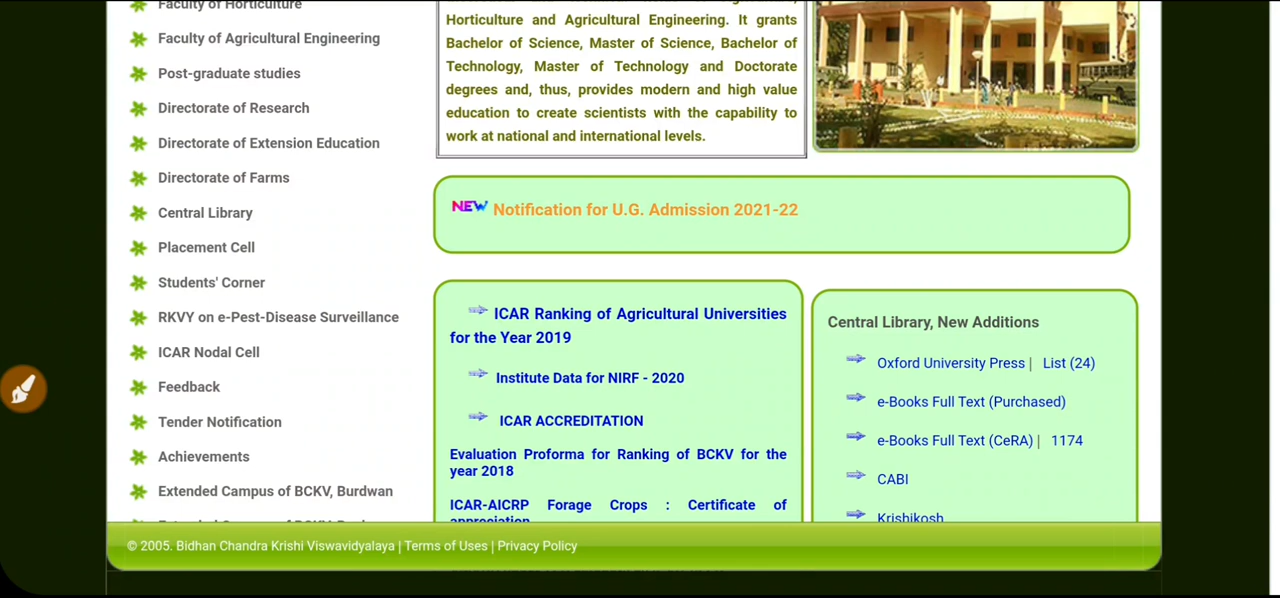 Faculty of Horticulture
Faculty of Agricultural Engineering
Post-graduate studies
Directorate of Research
Directorate of Extension Education
Directorate of Farms
Central Library
Placement Cell
Students' Corner
RKVY on e-Pest-Disease Surveillance
ICAR Nodal Cell
Feedback
Tender Notification
Achievements
Extended Campus of BCKV, Burdwan
Horticulture and Agricultural Engineering. It grants
Bachelor of Science, Master of Science, Bachelor of
Technology, Master of Technology and Doctorate
degrees and, thus, provides modern and high value
education to create scientists with the capability to
work at national and international levels.
NEW Notification for U.G. Admission 2021-22
ICAR Ranking of Agricultural Universities
for the Year 2019
Institute Data for NIRF - 2020
ICAR ACCREDITATION
Evaluation Proforma for Ranking of BCKV for the
year 2018
ICAR-AICRP Forage Crops : Certificate of
appreciation
Central Library, New Additions
Oxford University Press | List (24)
e-Books Full Text (Purchased)
e-Books Full Text (CeRA) | 1174
CABI
Krishikosh
© 2005. Bidhan Chandra Krishi Viswavidyalaya | Terms of Uses | Privacy Policy